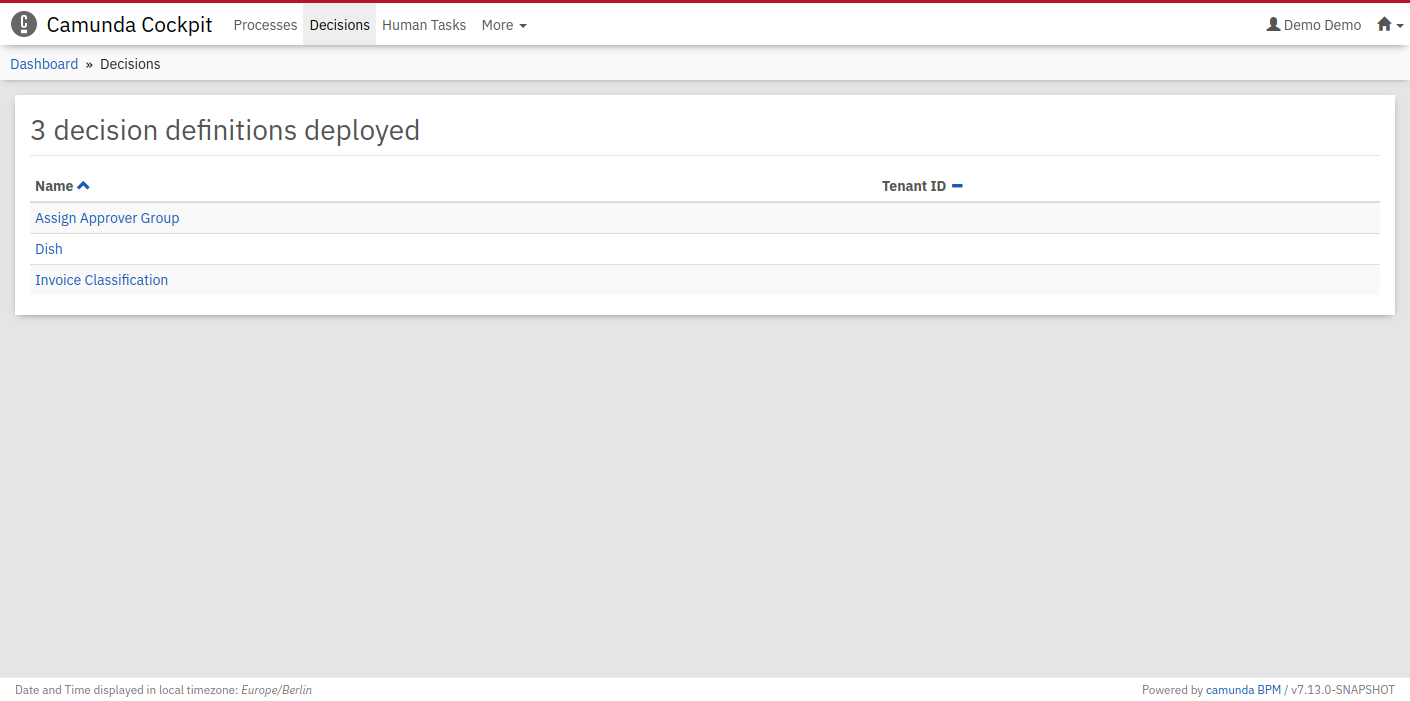 Camunda Cockpit Processes Decisions Human Tasks More Demo Demo
Dashboard » Decisions
3 decision definitions deployed
Name Tenant ID
Assign Approver Group
Dish
Invoice Classification
Date and Time displayed in local timezone: Europe/Berlin Powered by camunda BPM / v7.13.0-SNAPSHOT